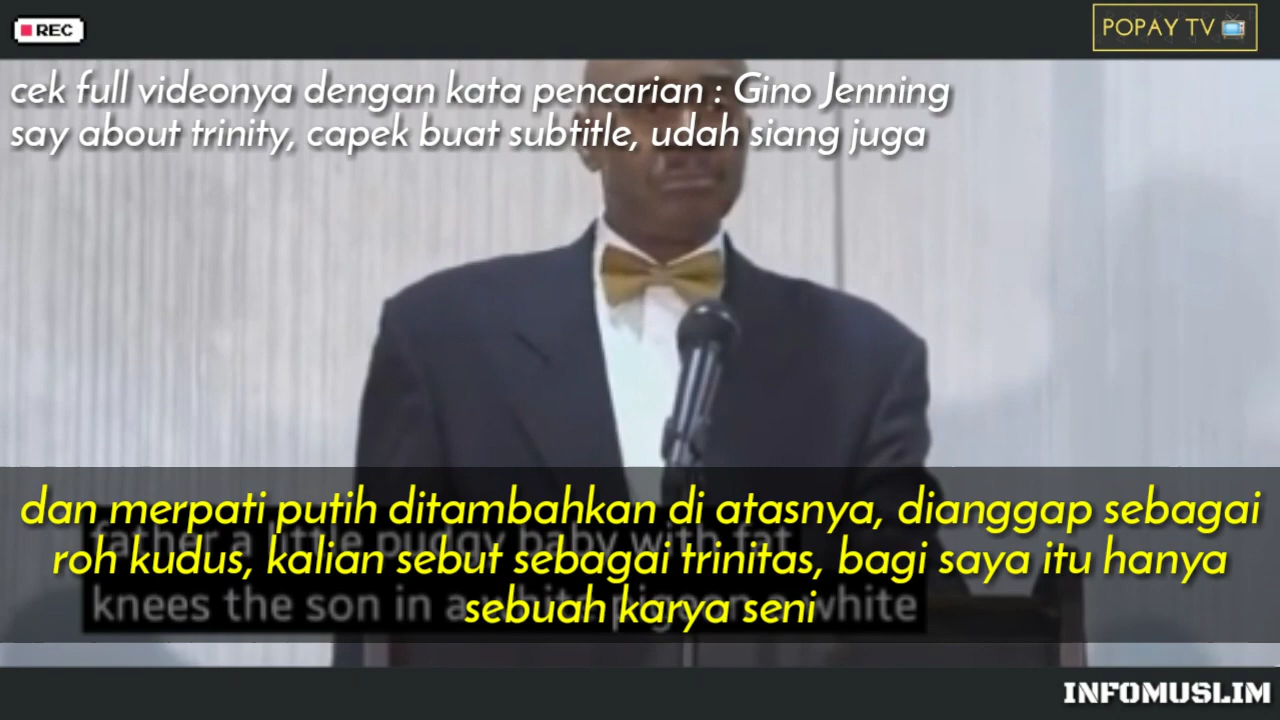 REC
POPAY TV
cek full videonya dengan kata pencarian : Gino Jenning
say about trinity, capek buat subtitle, udah siang juga
dan merpati putih ditambahkan di atasnya, dianggap sebagai
roh kudus, kalian sebut sebagai trinitas, bagi saya itu hanya
sebuah karya seni
father a little pudgy baby with fat
knees the son in a white pigeon a white
INFOMUSLIM